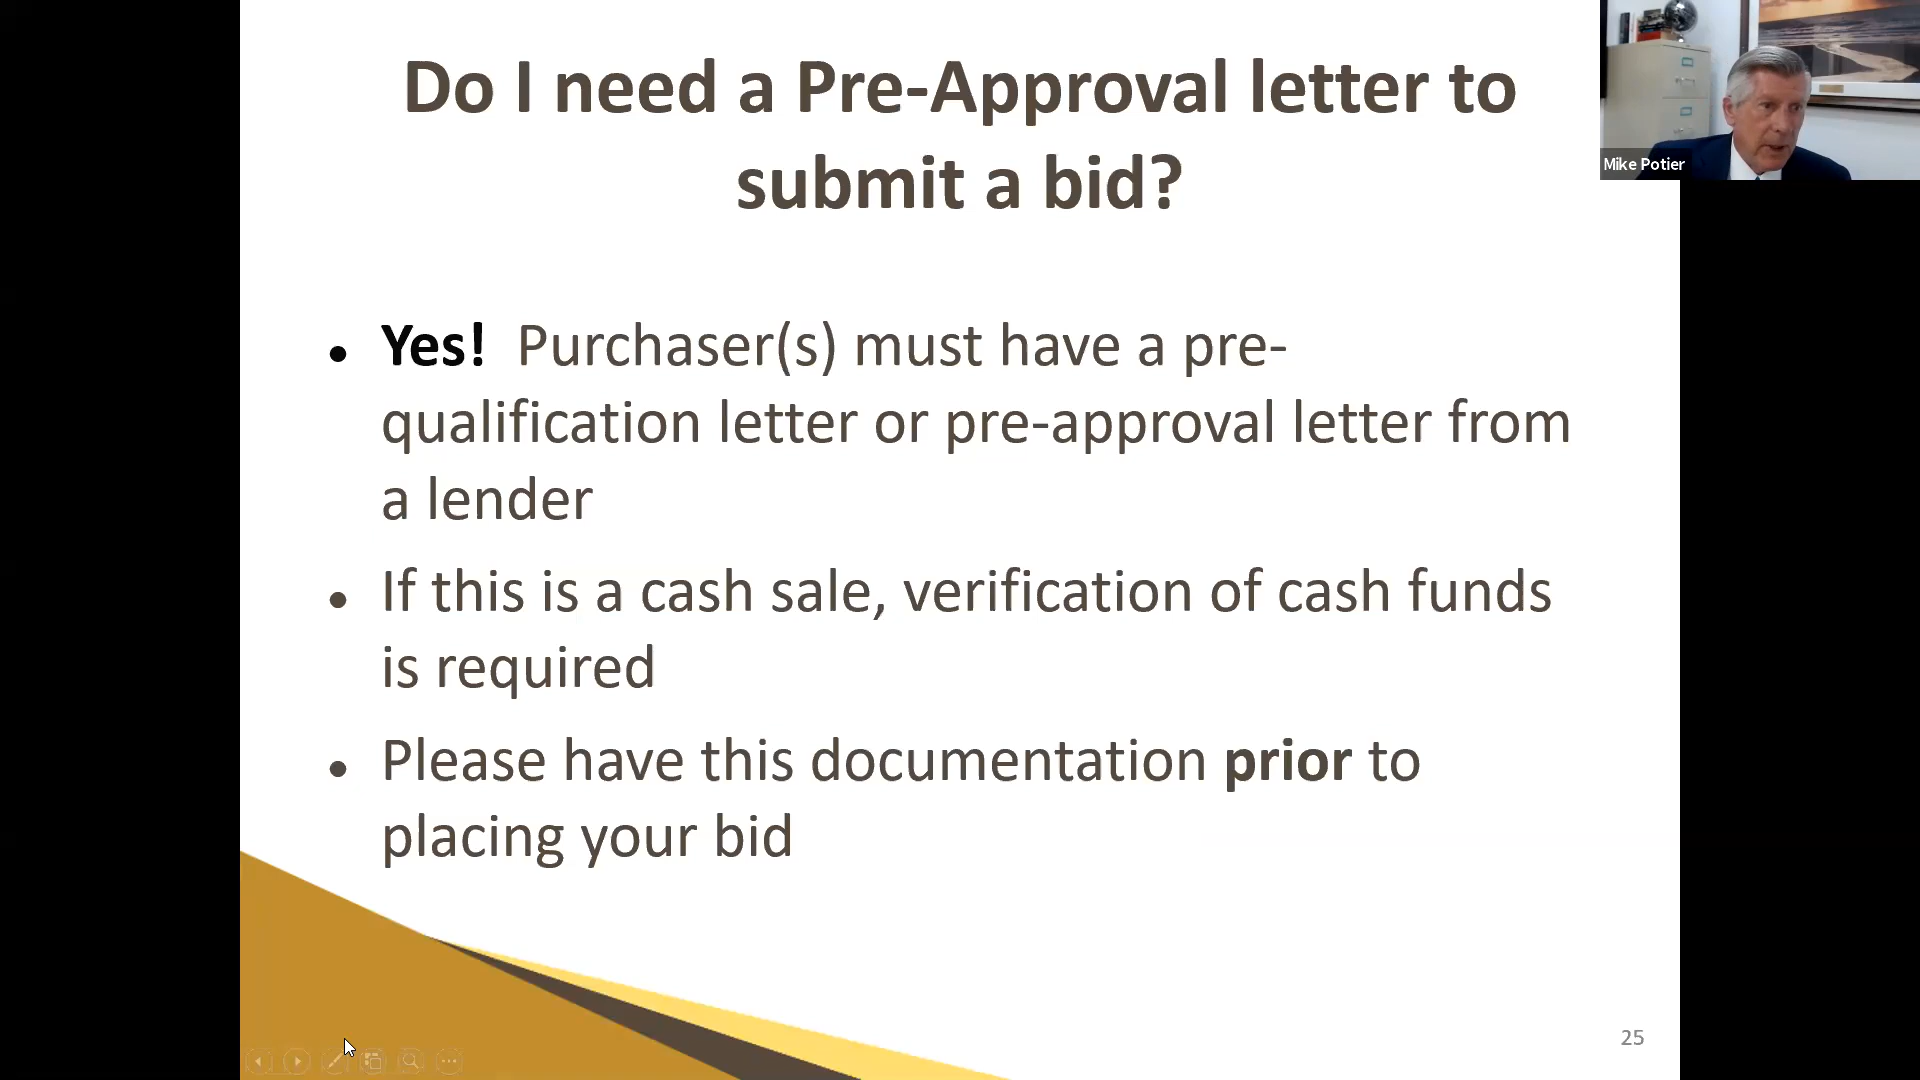 Do I need a Pre-Approval letter to
submit a bid?
Mike Potier
• Yes! Purchaser(s) must have a pre-
qualification letter or pre-approval letter from
a lender
• If this is a cash sale, verification of cash funds
is required
• Please have this documentation prior to
placing your bid
25